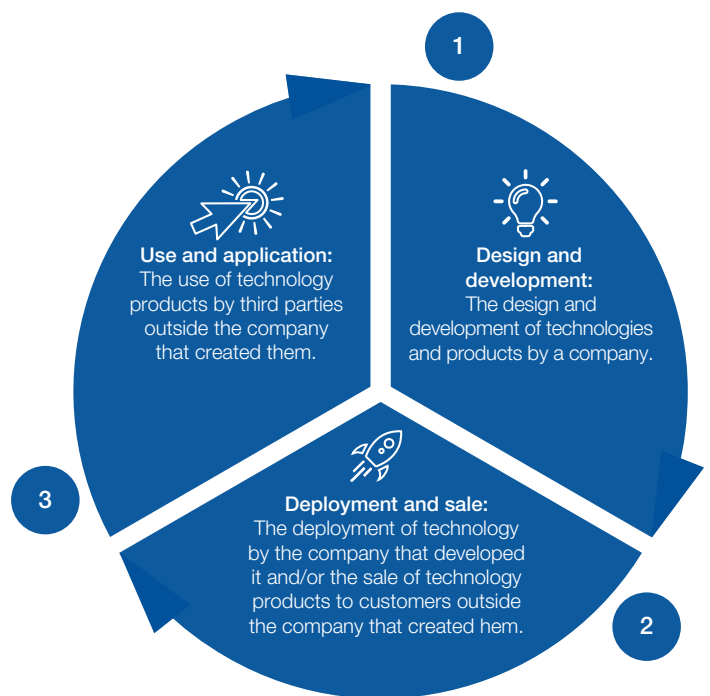 1
Design and
development:
The design and
development of technologies
and products by a company.
2
Deployment and sale:
The deployment of technology
by the company that developed
it and/or the sale of technology
products to customers outside
the company that created hem.
3
Use and application:
The use of technology
products by third parties
outside the company
that created them.